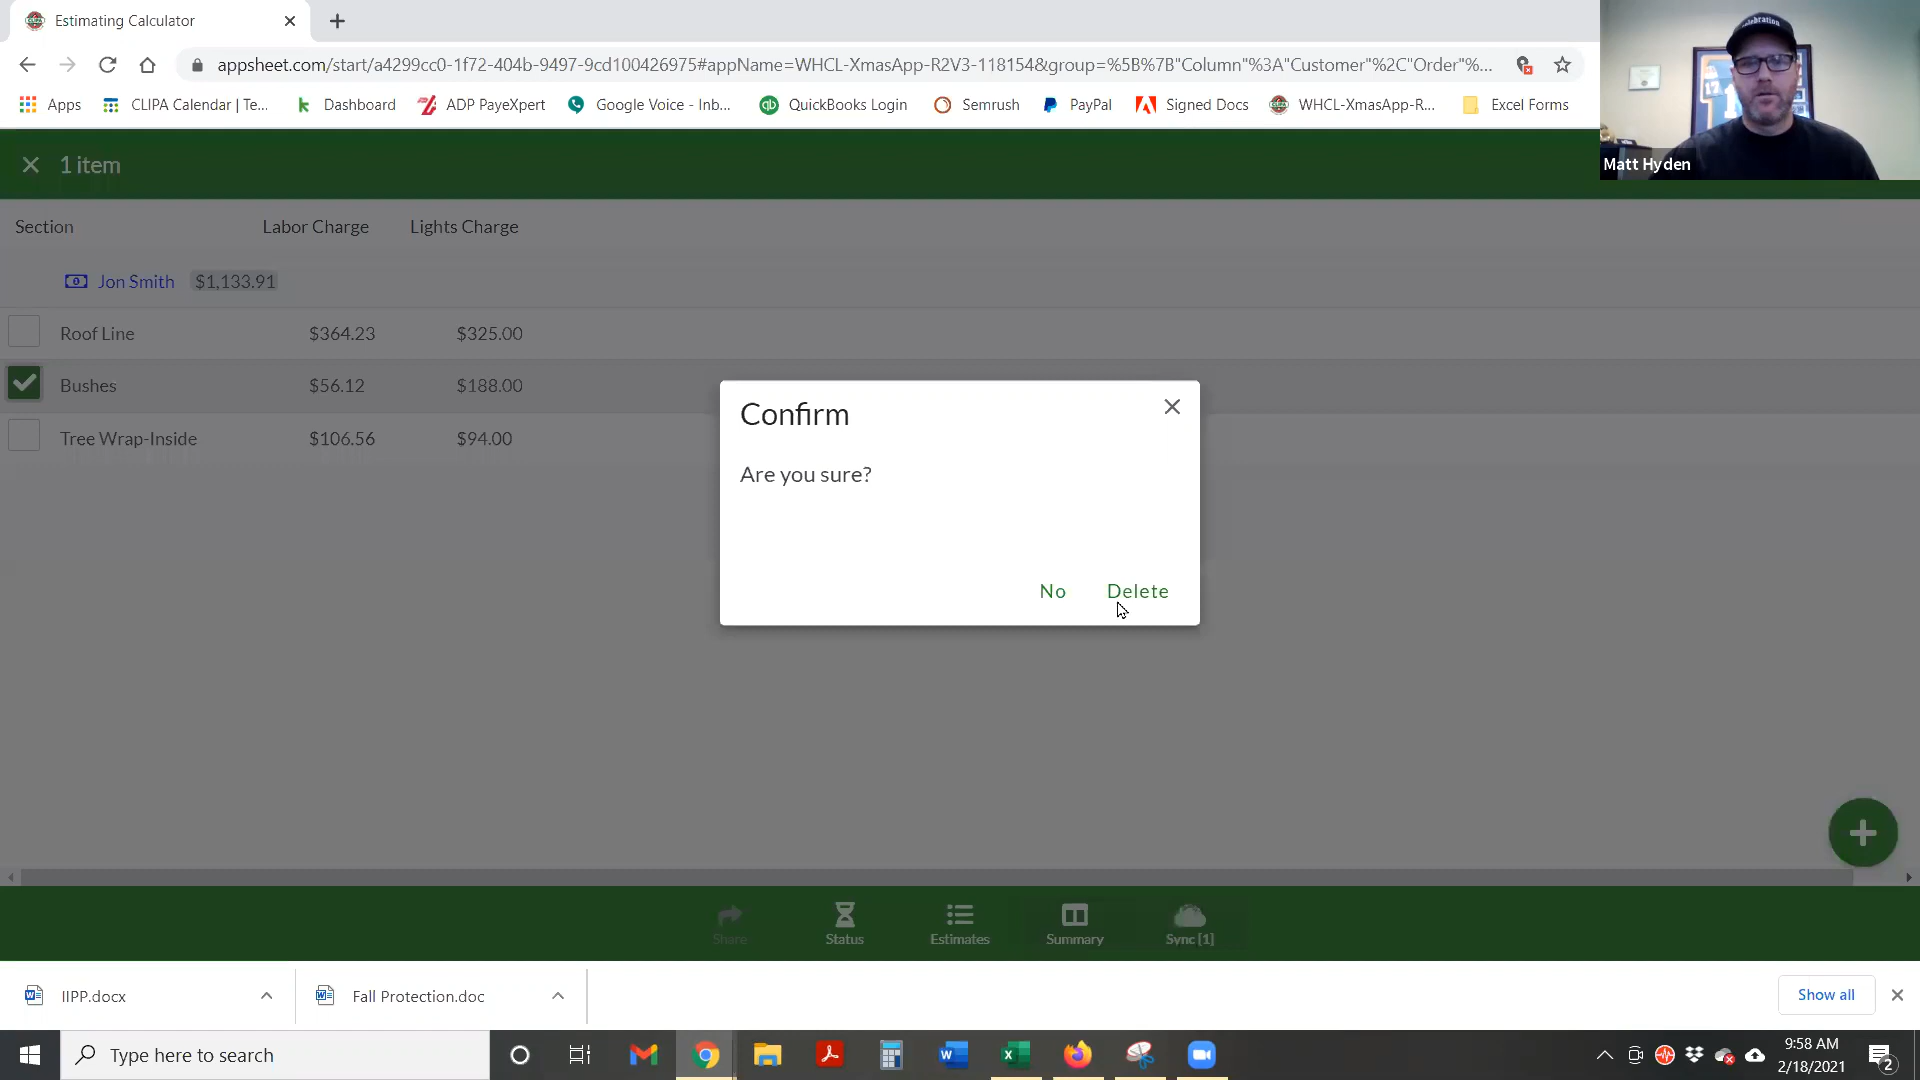 Estimating Calculator
appsheet.com/start/a4299cc0-1f72-404b-9497-9cd100426975#appName=WHCL-XmasApp-R2V3-118154&group=%5B%7B"Column"%3A"Customer"%2C"Order"%...
Apps CLIPA Calendar | Te... Dashboard ADP PayeXpert Google Voice - Inb... QuickBooks Login Semrush PayPal Signed Docs WHCL-XmasApp-R... Excel Forms
Matt Hyden
1 item
Section Labor Charge Lights Charge
Jon Smith $1,133.91
Roof Line $364.23 $325.00
Bushes $56.12 $188.00
Tree Wrap-Inside $106.56 $94.00
Confirm
Are you sure?
No Delete
Share Status Estimates Summary Sync [1]
IIPP.docx Fall Protection.doc Show all
Type here to search
9:58 AM
2/18/2021
2